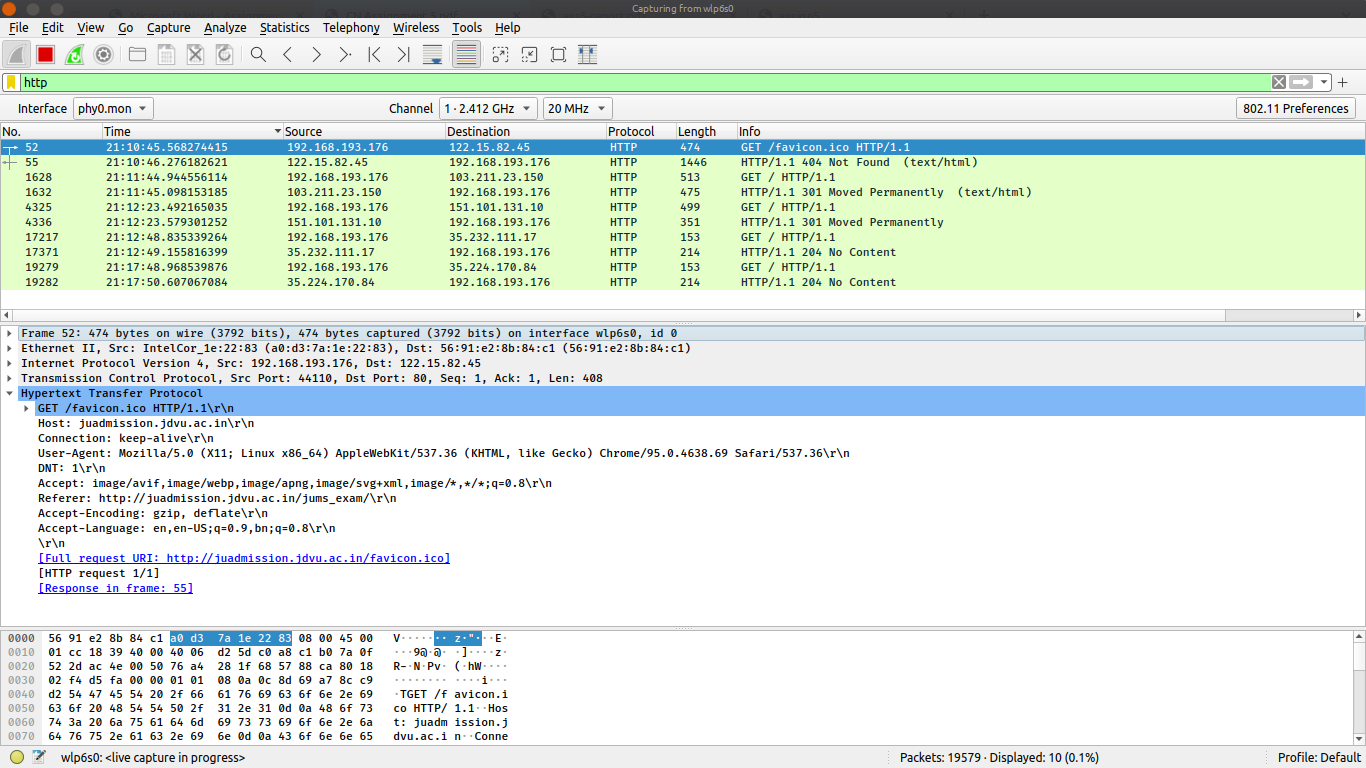 Capturing from wlp6s0
File Edit View Go Capture Analyze Statistics Telephony Wireless Tools Help
http
Interface phy0.mon Channel 1 · 2.412 GHz 20 MHz 802.11 Preferences
No. Time Source Destination Protocol Length Info
52 21:10:45.568274415 192.168.193.176 122.15.82.45 HTTP 474 GET /favicon.ico HTTP/1.1
55 21:10:46.276182621 122.15.82.45 192.168.193.176 HTTP 1446 HTTP/1.1 404 Not Found (text/html)
1628 21:11:44.944556114 192.168.193.176 103.211.23.150 HTTP 513 GET / HTTP/1.1
1632 21:11:45.098153185 103.211.23.150 192.168.193.176 HTTP 475 HTTP/1.1 301 Moved Permanently (text/html)
4325 21:12:23.492165035 192.168.193.176 151.101.131.10 HTTP 499 GET / HTTP/1.1
4336 21:12:23.579301252 151.101.131.10 192.168.193.176 HTTP 351 HTTP/1.1 301 Moved Permanently
17217 21:12:48.835339264 192.168.193.176 35.232.111.17 HTTP 153 GET / HTTP/1.1
17371 21:12:49.155816399 35.232.111.17 192.168.193.176 HTTP 214 HTTP/1.1 204 No Content
19279 21:17:48.968539876 192.168.193.176 35.224.170.84 HTTP 153 GET / HTTP/1.1
19282 21:17:50.607067084 35.224.170.84 192.168.193.176 HTTP 214 HTTP/1.1 204 No Content
Frame 52: 474 bytes on wire (3792 bits), 474 bytes captured (3792 bits) on interface wlp6s0, id 0
Ethernet II, Src: IntelCor_1e:22:83 (a0:d3:7a:1e:22:83), Dst: 56:91:e2:8b:84:c1 (56:91:e2:8b:84:c1)
Internet Protocol Version 4, Src: 192.168.193.176, Dst: 122.15.82.45
Transmission Control Protocol, Src Port: 44110, Dst Port: 80, Seq: 1, Ack: 1, Len: 408
Hypertext Transfer Protocol
GET /favicon.ico HTTP/1.1\r\n
Host: juadmission.jdvu.ac.in\r\n
Connection: keep-alive\r\n
User-Agent: Mozilla/5.0 (X11; Linux x86_64) AppleWebKit/537.36 (KHTML, like Gecko) Chrome/95.0.4638.69 Safari/537.36\r\n
DNT: 1\r\n
Accept: image/avif,image/webp,image/apng,image/svg+xml,image/*,*/*;q=0.8\r\n
Referer: http://juadmission.jdvu.ac.in/jums_exam/\r\n
Accept-Encoding: gzip, deflate\r\n
Accept-Language: en,en-US;q=0.9,bn;q=0.8\r\n
\r\n
[Full request URI: http://juadmission.jdvu.ac.in/favicon.ico]
[HTTP request 1/1]
[Response in frame: 55]
0000 56 91 e2 8b 84 c1 a0 d3 7a 1e 22 83 08 00 45 00 V······· z·"···E·
0010 01 cc 18 39 40 00 40 06 d2 5d c0 a8 c1 b0 7a 0f ···9@·@· ·]····z·
0020 52 2d ac 4e 00 50 76 a4 28 1f 68 57 88 ca 80 18 R-·N·Pv· (·hW····
0030 02 f4 d5 fa 00 00 01 01 08 0a 0c 8d 69 a7 8c c9 ········ ····i···
0040 d2 54 47 45 54 20 2f 66 61 76 69 63 6f 6e 2e 69 ·TGET /f avicon.i
0050 63 6f 20 48 54 54 50 2f 31 2e 31 0d 0a 48 6f 73 co HTTP/ 1.1··Hos
0060 74 3a 20 6a 75 61 64 6d 69 73 73 69 6f 6e 2e 6a t: juadm ission.j
0070 64 76 75 2e 61 63 2e 69 6e 0d 0a 43 6f 6e 6e 65 dvu.ac.i n··Conne
wlp6s0: <live capture in progress> Packets: 19579 · Displayed: 10 (0.1%) Profile: Default